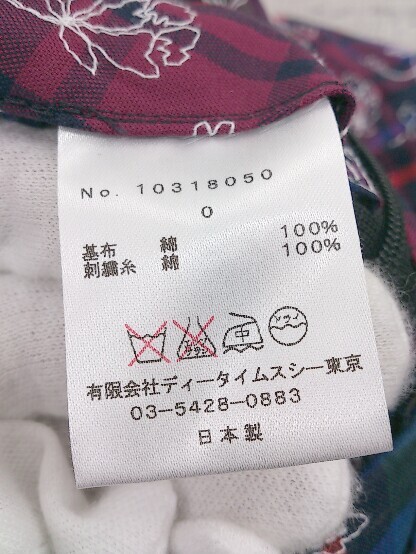 No. 10318050
0
基布 綿 100%
刺繍糸 綿 100%
中
ドライ
有限会社ディータイムスシー東京
03-5428-0883
日本製